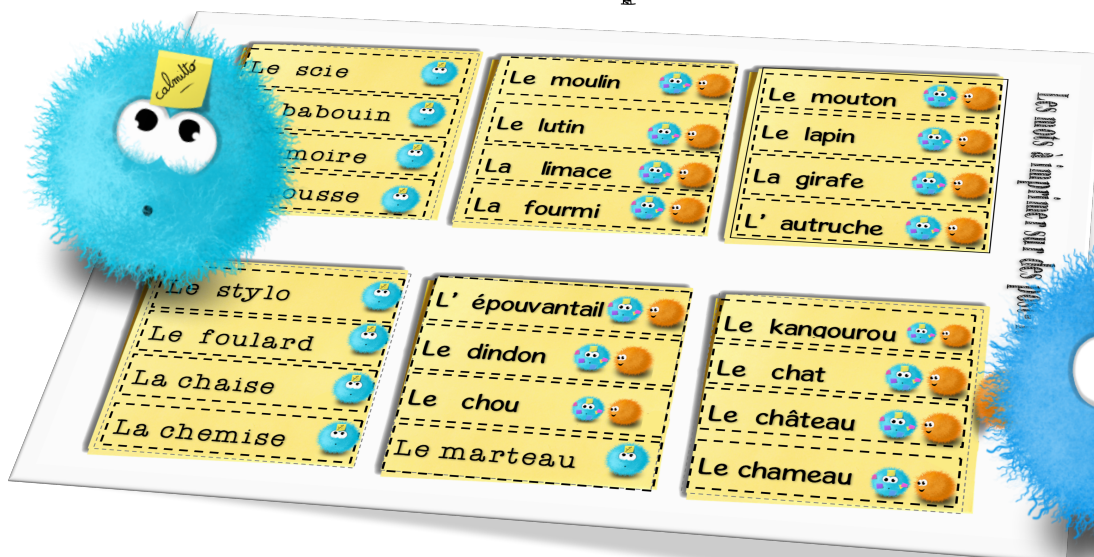 calmito
Le scie
babouin
moire
ousse
Le moulin
Le lutin
La limace
La fourmi
Le mouton
Le lapin
La girafe
L' autruche
Le stylo
Le foulard
La chaise
La chemise
L' épouvantail
Le dindon
Le chou
Le marteau
Le kangourou
Le chat
Le château
Le chameau
Les mots à imprimer sur des